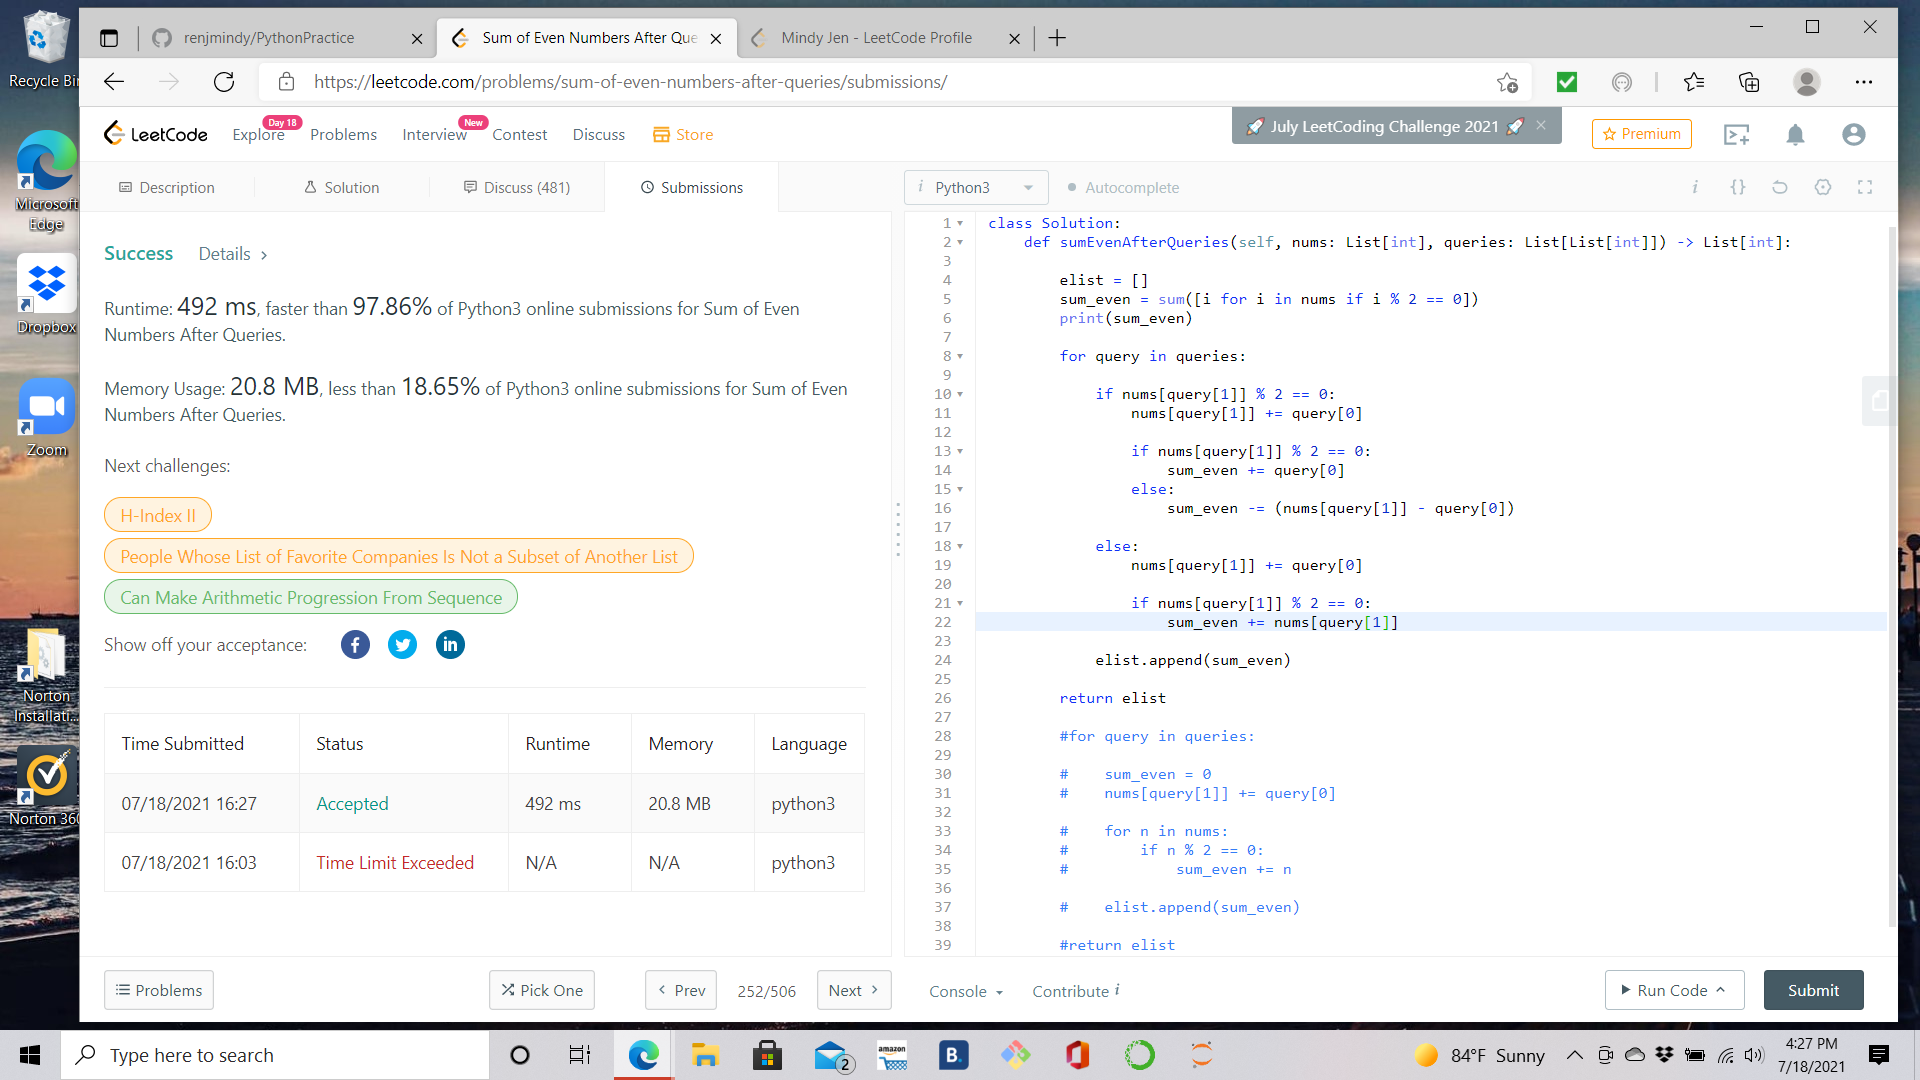 Recycle Bin
Microsoft
Edge
Dropbox
Zoom
Norton
Installati...
Norton 360
renjmindy/PythonPractice
Sum of Even Numbers After Que
Mindy Jen - LeetCode Profile
https://leetcode.com/problems/sum-of-even-numbers-after-queries/submissions/
LeetCode
Explore
Day 18
Problems
Interview
New
Contest
Discuss
Store
July LeetCoding Challenge 2021
Premium
Description
Solution
Discuss (481)
Submissions
i Python3
Autocomplete
i {}
Success Details >
Runtime: 492 ms, faster than 97.86% of Python3 online submissions for Sum of Even
Numbers After Queries.
Memory Usage: 20.8 MB, less than 18.65% of Python3 online submissions for Sum of Even
Numbers After Queries.
Next challenges:
H-Index II
People Whose List of Favorite Companies Is Not a Subset of Another List
Can Make Arithmetic Progression From Sequence
Show off your acceptance:
Time Submitted Status Runtime Memory Language
07/18/2021 16:27 Accepted 492 ms 20.8 MB python3
07/18/2021 16:03 Time Limit Exceeded N/A N/A python3
1 class Solution:
2 def sumEvenAfterQueries(self, nums: List[int], queries: List[List[int]]) -> List[int]:
3
4 elist = []
5 sum_even = sum([i for i in nums if i % 2 == 0])
6 print(sum_even)
7
8 for query in queries:
9
10 if nums[query[1]] % 2 == 0:
11 nums[query[1]] += query[0]
12
13 if nums[query[1]] % 2 == 0:
14 sum_even += query[0]
15 else:
16 sum_even -= (nums[query[1]] - query[0])
17
18 else:
19 nums[query[1]] += query[0]
20
21 if nums[query[1]] % 2 == 0:
22 sum_even += nums[query[1]]
23
24 elist.append(sum_even)
25
26 return elist
27
28 #for query in queries:
29
30 # sum_even = 0
31 # nums[query[1]] += query[0]
32
33 # for n in nums:
34 # if n % 2 == 0:
35 # sum_even += n
36
37 # elist.append(sum_even)
38
39 #return elist
Problems
Pick One
< Prev
252/506
Next >
Console
Contribute i
Run Code
Submit
Type here to search
2
amazon
B.
84°F Sunny
4:27 PM
7/18/2021